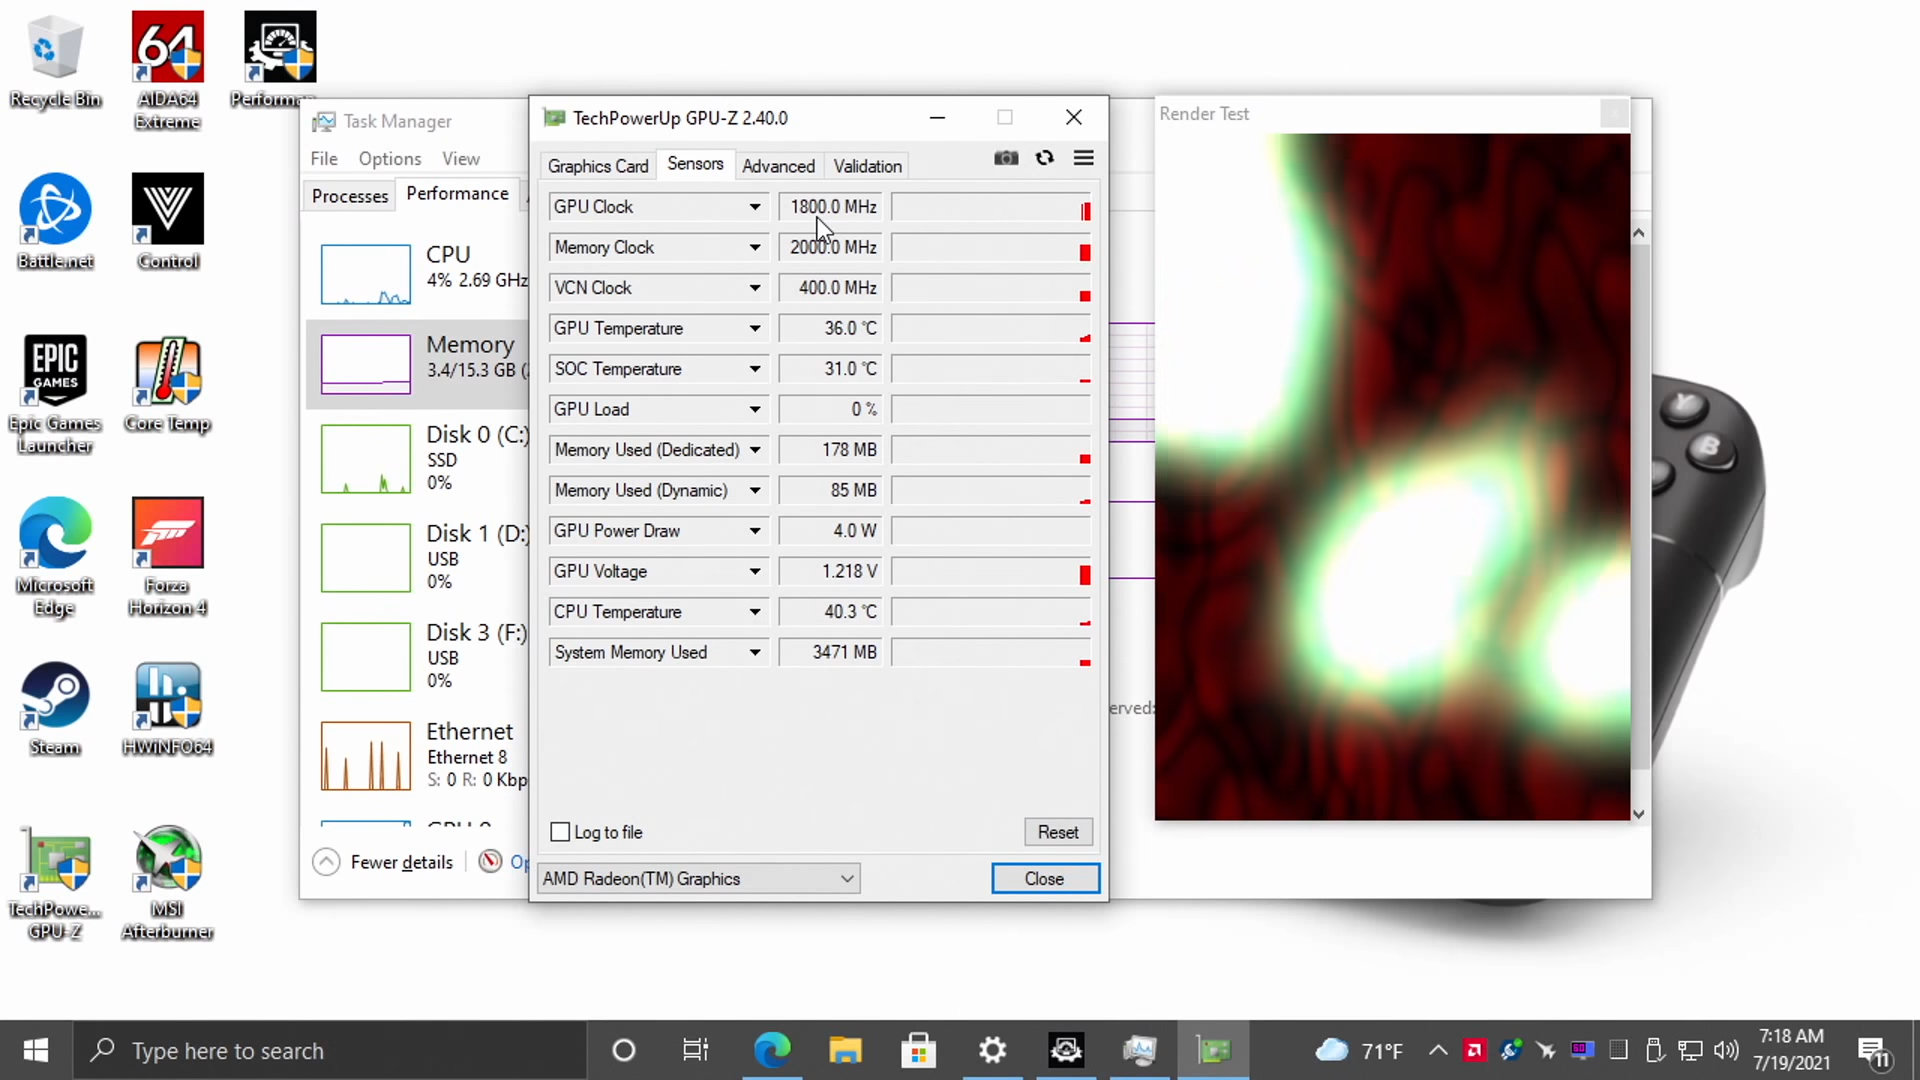 Recycle Bin
64
AIDA64
Extreme
Performan
Battle.net
Control
EPIC
GAMES
Epic Games
Launcher
Core Temp
Microsoft
Edge
Forza
Horizon 4
Steam
HWiNFO64
TechPowe...
GPU-Z
MSI
Afterburner
Task Manager
File Options View
Processes Performance
CPU
4% 2.69 GHz
Memory
3.4/15.3 GB (
Disk 0 (C:)
SSD
0%
Disk 1 (D:)
USB
0%
Disk 3 (F:)
USB
0%
Ethernet
Ethernet 8
S: 0 R: 0 Kbp
Fewer details
Op
TechPowerUp GPU-Z 2.40.0
Graphics Card Sensors Advanced Validation
GPU Clock 1800.0 MHz
Memory Clock 2000.0 MHz
VCN Clock 400.0 MHz
GPU Temperature 36.0 °C
SOC Temperature 31.0 °C
GPU Load 0 %
Memory Used (Dedicated) 178 MB
Memory Used (Dynamic) 85 MB
GPU Power Draw 4.0 W
GPU Voltage 1.218 V
CPU Temperature 40.3 °C
System Memory Used 3471 MB
Log to file
Reset
AMD Radeon(TM) Graphics
Close
erved:
Render Test
Y
B
Type here to search
71°F
7:18 AM
7/19/2021
11